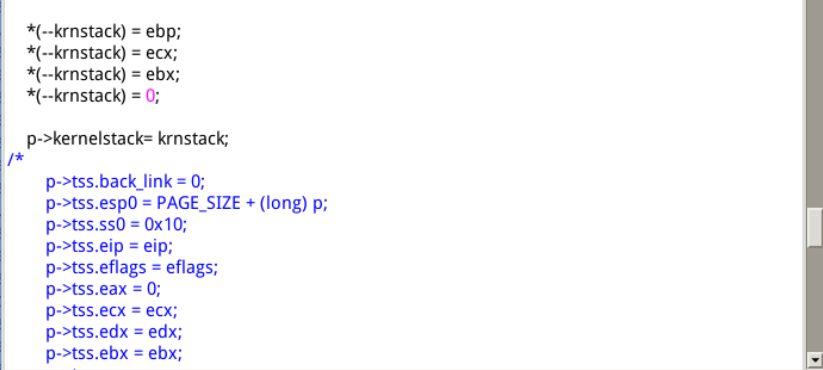 *(--krnstack) = ebp;
*(--krnstack) = ecx;
*(--krnstack) = ebx;
*(--krnstack) = 0;
p->kernelstack= krnstack;
/*
p->tss.back_link = 0;
p->tss.esp0 = PAGE_SIZE + (long) p;
p->tss.ss0 = 0x10;
p->tss.eip = eip;
p->tss.eflags = eflags;
p->tss.eax = 0;
p->tss.ecx = ecx;
p->tss.edx = edx;
p->tss.ebx = ebx;